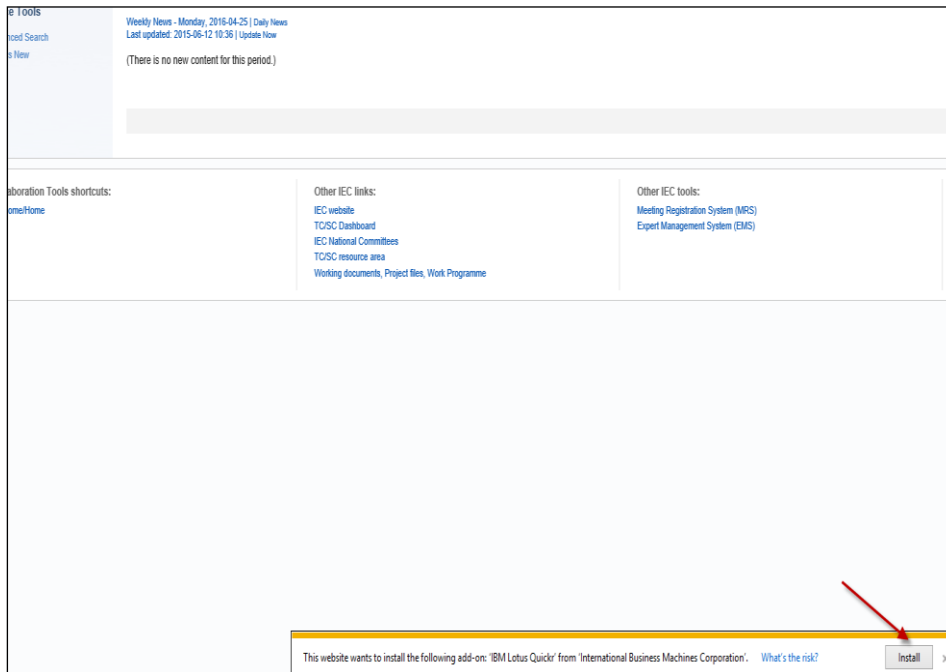 e Tools
nced Search
s New
Weekly News - Monday, 2016-04-25 | Daily News
Last updated: 2015-06-12 10:36 | Update Now
(There is no new content for this period.)
aboration Tools shortcuts:
ome/Home
Other IEC links:
IEC website
TC/SC Dashboard
IEC National Committees
TC/SC resource area
Working documents, Project files, Work Programme
Other IEC tools:
Meeting Registration System (MRS)
Expert Management System (EMS)
This website wants to install the following add-on: 'IBM Lotus Quickr' from 'International Business Machines Corporation'. What's the risk? Install